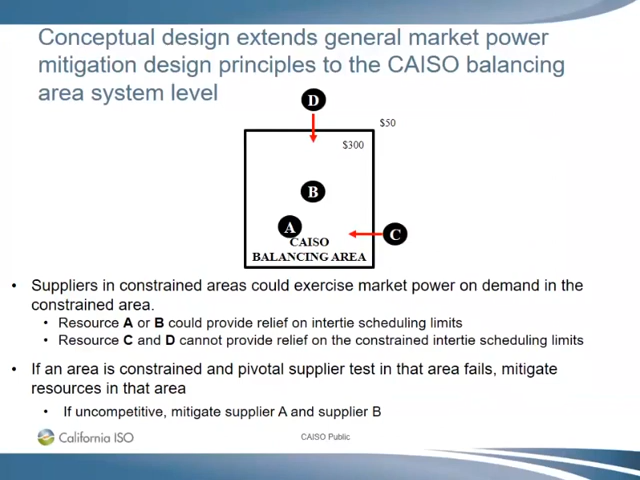 Conceptual design extends general market power
mitigation design principles to the CAISO balancing
area system level
D
$50
$300
B
A
C
CAISO
BALANCING AREA
• Suppliers in constrained areas could exercise market power on demand in the
constrained area.
• Resource A or B could provide relief on intertie scheduling limits
• Resource C and D cannot provide relief on the constrained intertie scheduling limits
• If an area is constrained and pivotal supplier test in that area fails, mitigate
resources in that area
• If uncompetitive, mitigate supplier A and supplier B
California ISO
CAISO Public